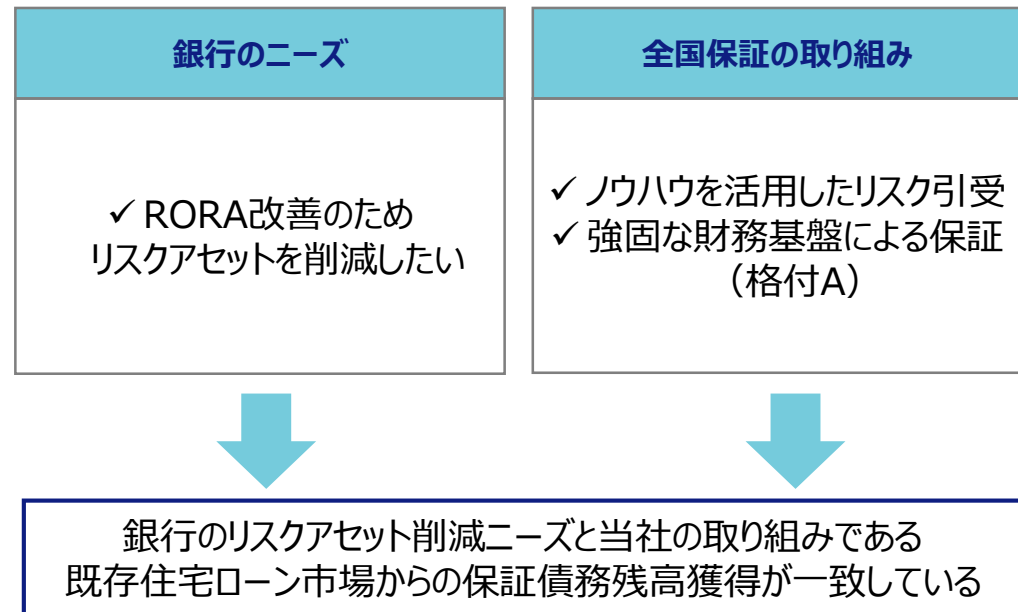 銀行のニーズ
✓ RORA改善のため
リスクアセットを削減したい
全国保証の取り組み
✓ ノウハウを活用したリスク引受
✓ 強固な財務基盤による保証
（格付A）
銀行のリスクアセット削減ニーズと当社の取り組みである
既存住宅ローン市場からの保証債務残高獲得が一致している